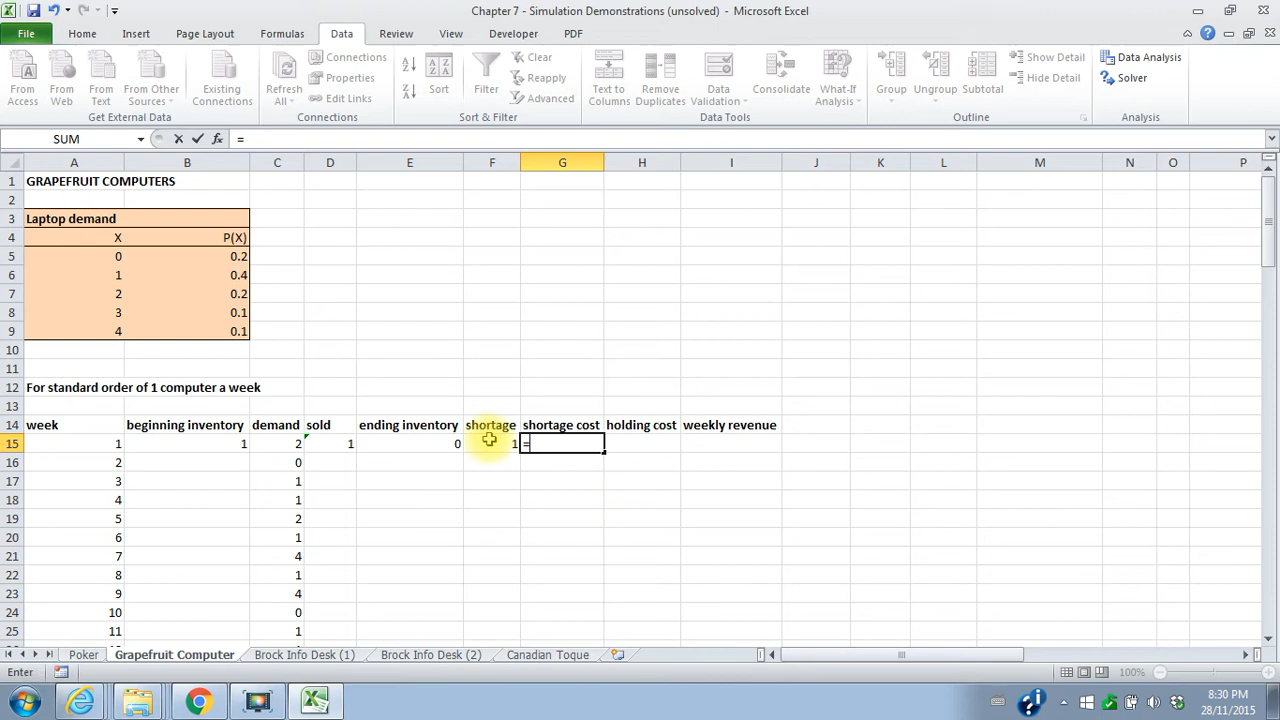 Chapter 7 - Simulation Demonstrations (unsolved) - Microsoft Excel
File Home Insert Page Layout Formulas Data Review View Developer PDF
From Access From Web From Text From Other Sources Existing Connections Refresh All Connections Properties Edit Links Sort Filter Clear Reapply Advanced Text to Columns Remove Duplicates Data Validation Consolidate What-If Analysis Group Ungroup Subtotal Show Detail Hide Detail Data Analysis Solver
Get External Data Connections Sort & Filter Data Tools Outline Analysis
SUM fx =
A B C D E F G H I J K L M N O P
1 GRAPEFRUIT COMPUTERS
2
3 Laptop demand
4 X P(X)
5 0 0.2
6 1 0.4
7 2 0.2
8 3 0.1
9 4 0.1
10
11
12 For standard order of 1 computer a week
13
14 week beginning inventory demand sold ending inventory shortage shortage cost holding cost weekly revenue
15 1 1 2 1 0 1 =
16 2 0
17 3 1
18 4 1
19 5 2
20 6 1
21 7 4
22 8 1
23 9 4
24 10 0
25 11 1
Poker Grapefruit Computer Brock Info Desk (1) Brock Info Desk (2) Canadian Toque
Enter 100%
8:30 PM
28/11/2015